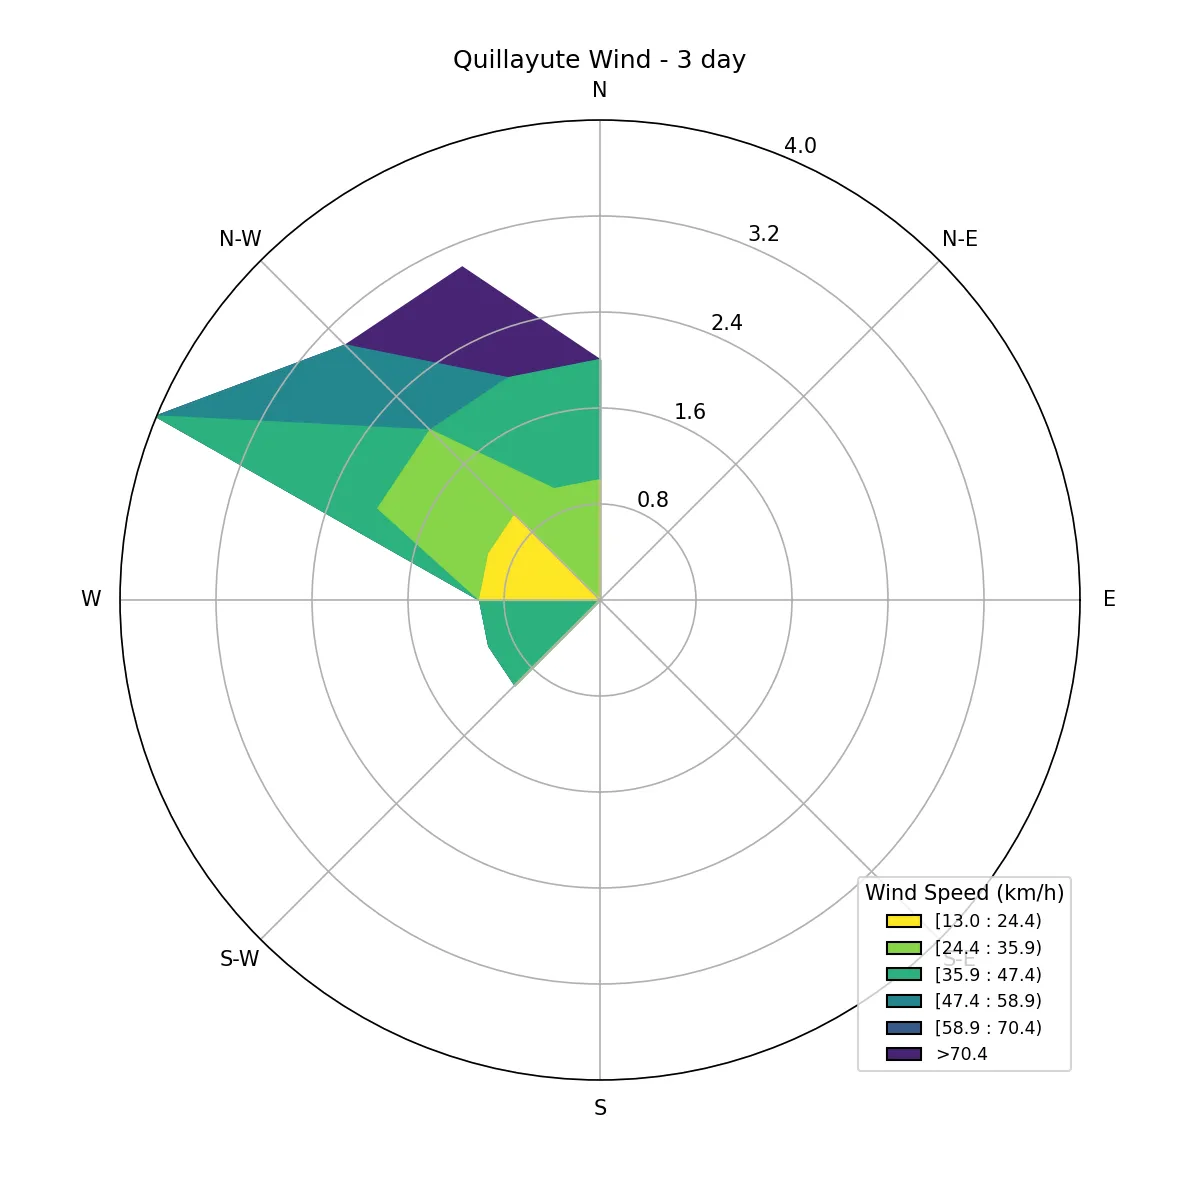 Quillayute Wind - 3 day
N
4.0
N-W
N-E
3.2
2.4
1.6
0.8
W
E
S-W
S-E
S
Wind Speed (km/h)
[13.0 : 24.4)
[24.4 : 35.9)
[35.9 : 47.4)
[47.4 : 58.9)
[58.9 : 70.4)
>70.4